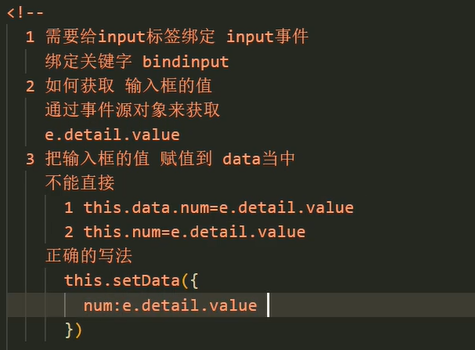 <!--
1 需要给input标签绑定 input事件
绑定关键字 bindinput
2 如何获取 输入框的值
通过事件源对象来获取
e.detail.value
3 把输入框的值 赋值到 data当中
不能直接
1 this.data.num=e.detail.value
2 this.num=e.detail.value
正确的写法
this.setData({
num:e.detail.value
})